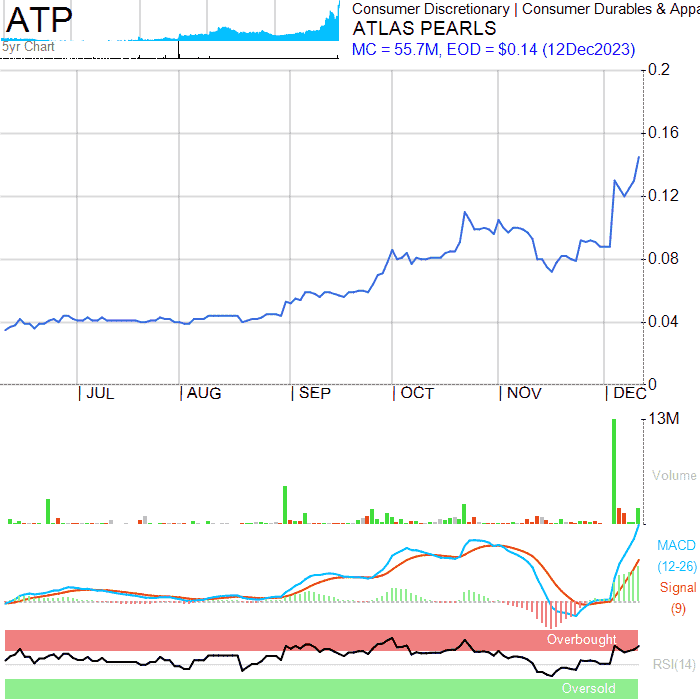 ATP
5yr Chart
Consumer Discretionary | Consumer Durables & Appa
ATLAS PEARLS
MC = 55.7M, EOD = $0.14 (12Dec2023)
0.2
0.16
0.12
0.08
0.04
0
| JUL | AUG | SEP | OCT | NOV | DEC
13M
Volume
MACD
(12-26)
Signal
(9)
Overbought
RSI(14)
Oversold